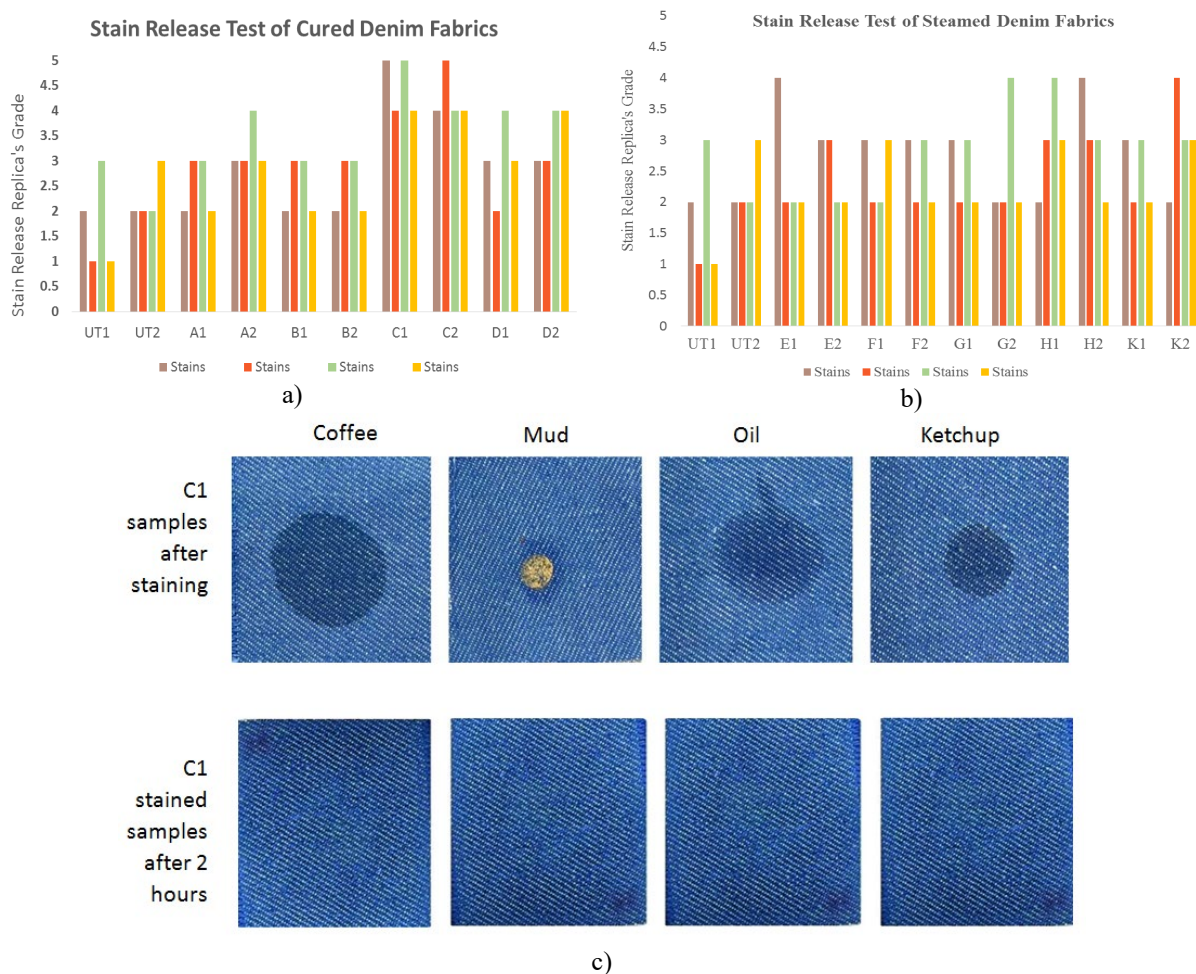 Stain Release Test of Cured Denim Fabrics
Stain Release Replica's Grade
5
4.5
4
3.5
3
2.5
2
1.5
1
0.5
0
UT1 UT2 A1 A2 B1 B2 C1 C2 D1 D2
Stains Stains Stains Stains
a)
Stain Release Test of Steamed Denim Fabrics
Stain Release Replica's Grade
5
4.5
4
3.5
3
2.5
2
1.5
1
0.5
0
UT1 UT2 E1 E2 F1 F2 G1 G2 H1 H2 K1 K2
Stains Stains Stains Stains
b)
Coffee Mud Oil Ketchup
C1
samples
after
staining
C1
stained
samples
after 2
hours
c)